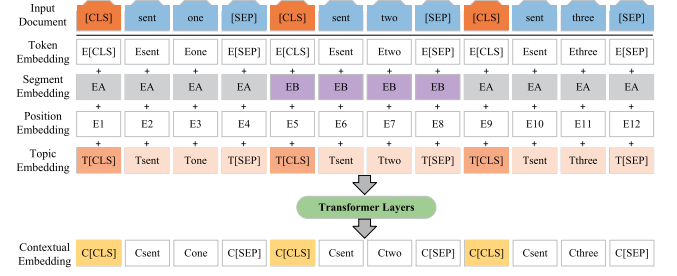 Input Document [CLS] sent one [SEP] [CLS] sent two [SEP] [CLS] sent three [SEP]
Token Embedding E[CLS] Esent Eone E[SEP] E[CLS] Esent Etwo E[SEP] E[CLS] Esent Ethree E[SEP]
+ + + + + + + + + + + +
Segment Embedding EA EA EA EA EB EB EB EB EA EA EA EA
+ + + + + + + + + + + +
Position Embedding E1 E2 E3 E4 E5 E6 E7 E8 E9 E10 E11 E12
+ + + + + + + + + + + +
Topic Embedding T[CLS] Tsent Tone T[SEP] T[CLS] Tsent Ttwo T[SEP] T[CLS] Tsent Tthree T[SEP]
Transformer Layers
Contextual Embedding C[CLS] Csent Cone C[SEP] C[CLS] Csent Ctwo C[SEP] C[CLS] Csent Cthree C[SEP]